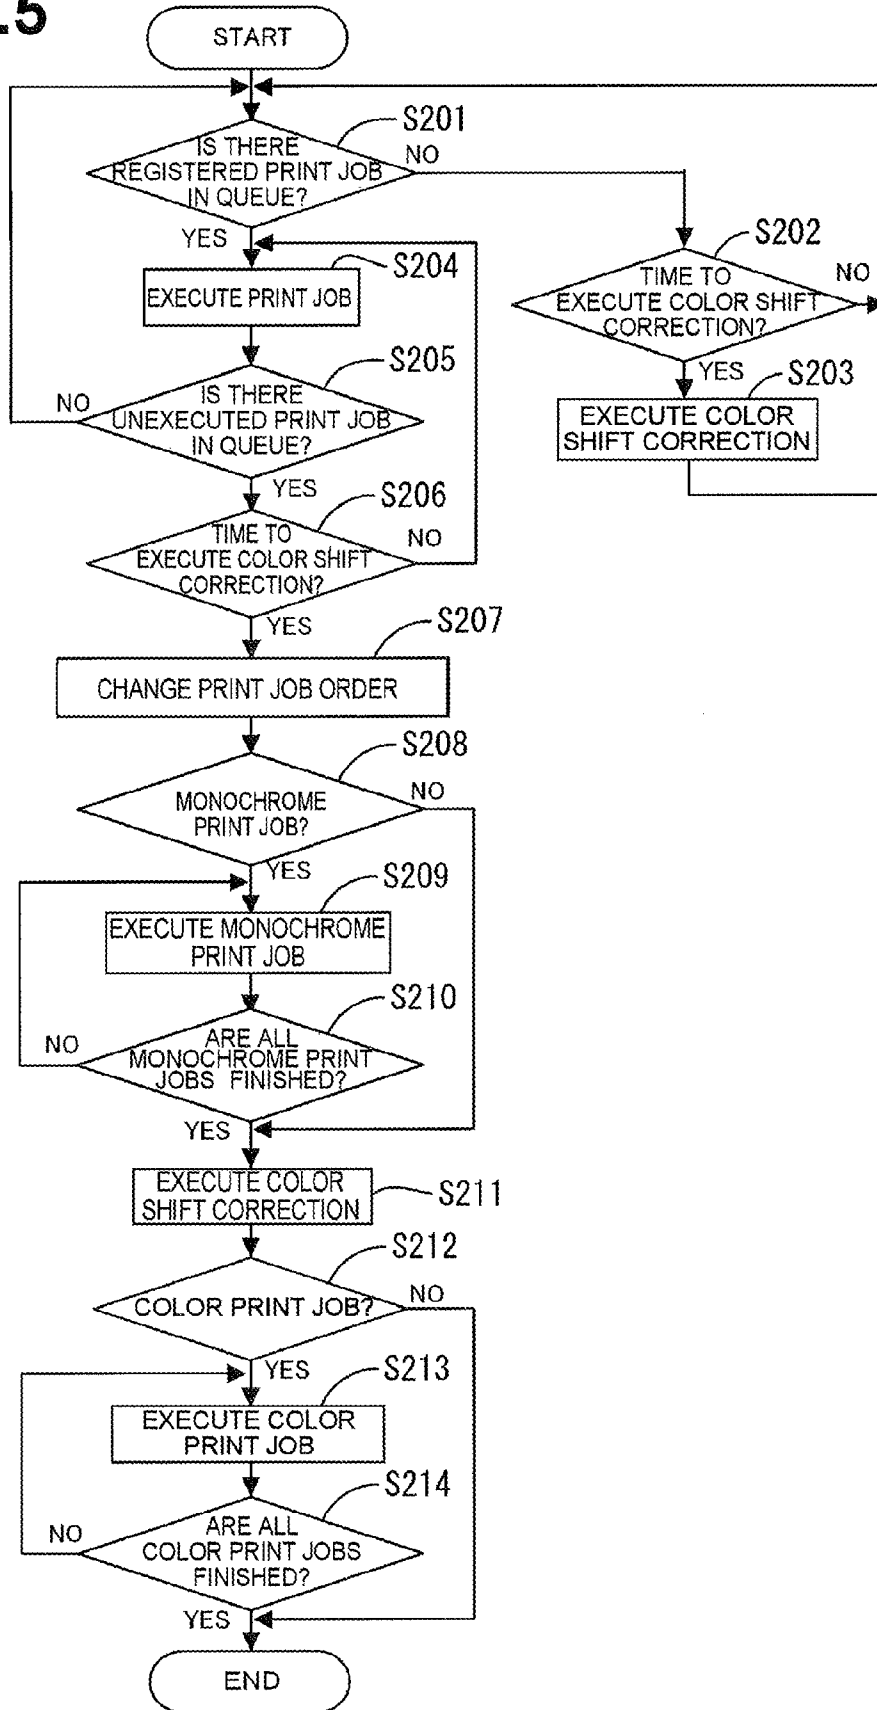 .5
START
S201
IS THERE
REGISTERED PRINT JOB
IN QUEUE?
NO
YES
S202
TIME TO
EXECUTE COLOR SHIFT
CORRECTION?
NO
YES
S203
EXECUTE COLOR
SHIFT CORRECTION
S204
EXECUTE PRINT JOB
S205
IS THERE
UNEXECUTED PRINT JOB
IN QUEUE?
NO
YES
S206
TIME TO
EXECUTE COLOR SHIFT
CORRECTION?
NO
YES
S207
CHANGE PRINT JOB ORDER
S208
MONOCHROME
PRINT JOB?
NO
YES
S209
EXECUTE MONOCHROME
PRINT JOB
S210
ARE ALL
MONOCHROME PRINT
JOBS FINISHED?
NO
YES
EXECUTE COLOR
SHIFT CORRECTION
S211
S212
COLOR PRINT JOB?
NO
YES
S213
EXECUTE COLOR
PRINT JOB
S214
ARE ALL
COLOR PRINT JOBS
FINISHED?
NO
YES
END